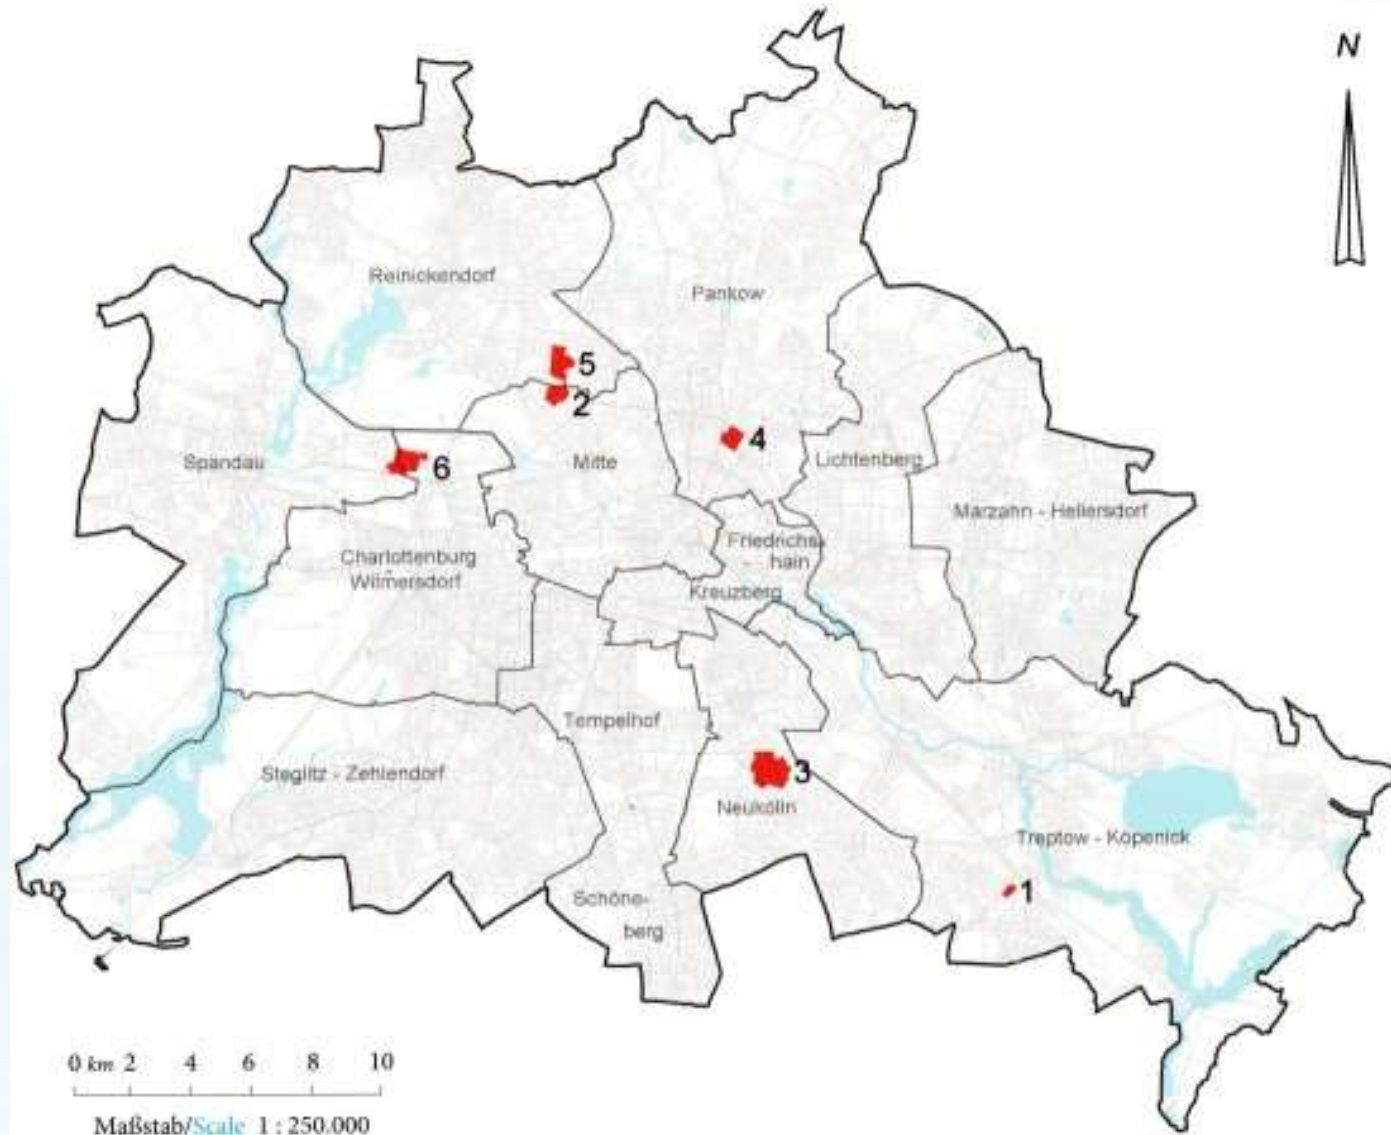 N
Reinickendorf
Pankow
5
2
4
Spandau
6
Mitte
Lichtenberg
Marzahn - Hellersdorf
Charlottenburg
Wilmersdorf
Friedrichs-
hain
Kreuzberg
Tempelhof
Steglitz - Zehlendorf
3
Neukölln
Treptow - Köpenick
1
Schöne-
berg
0 km 2 4 6 8 10
Maßstab/Scale 1 : 250.000